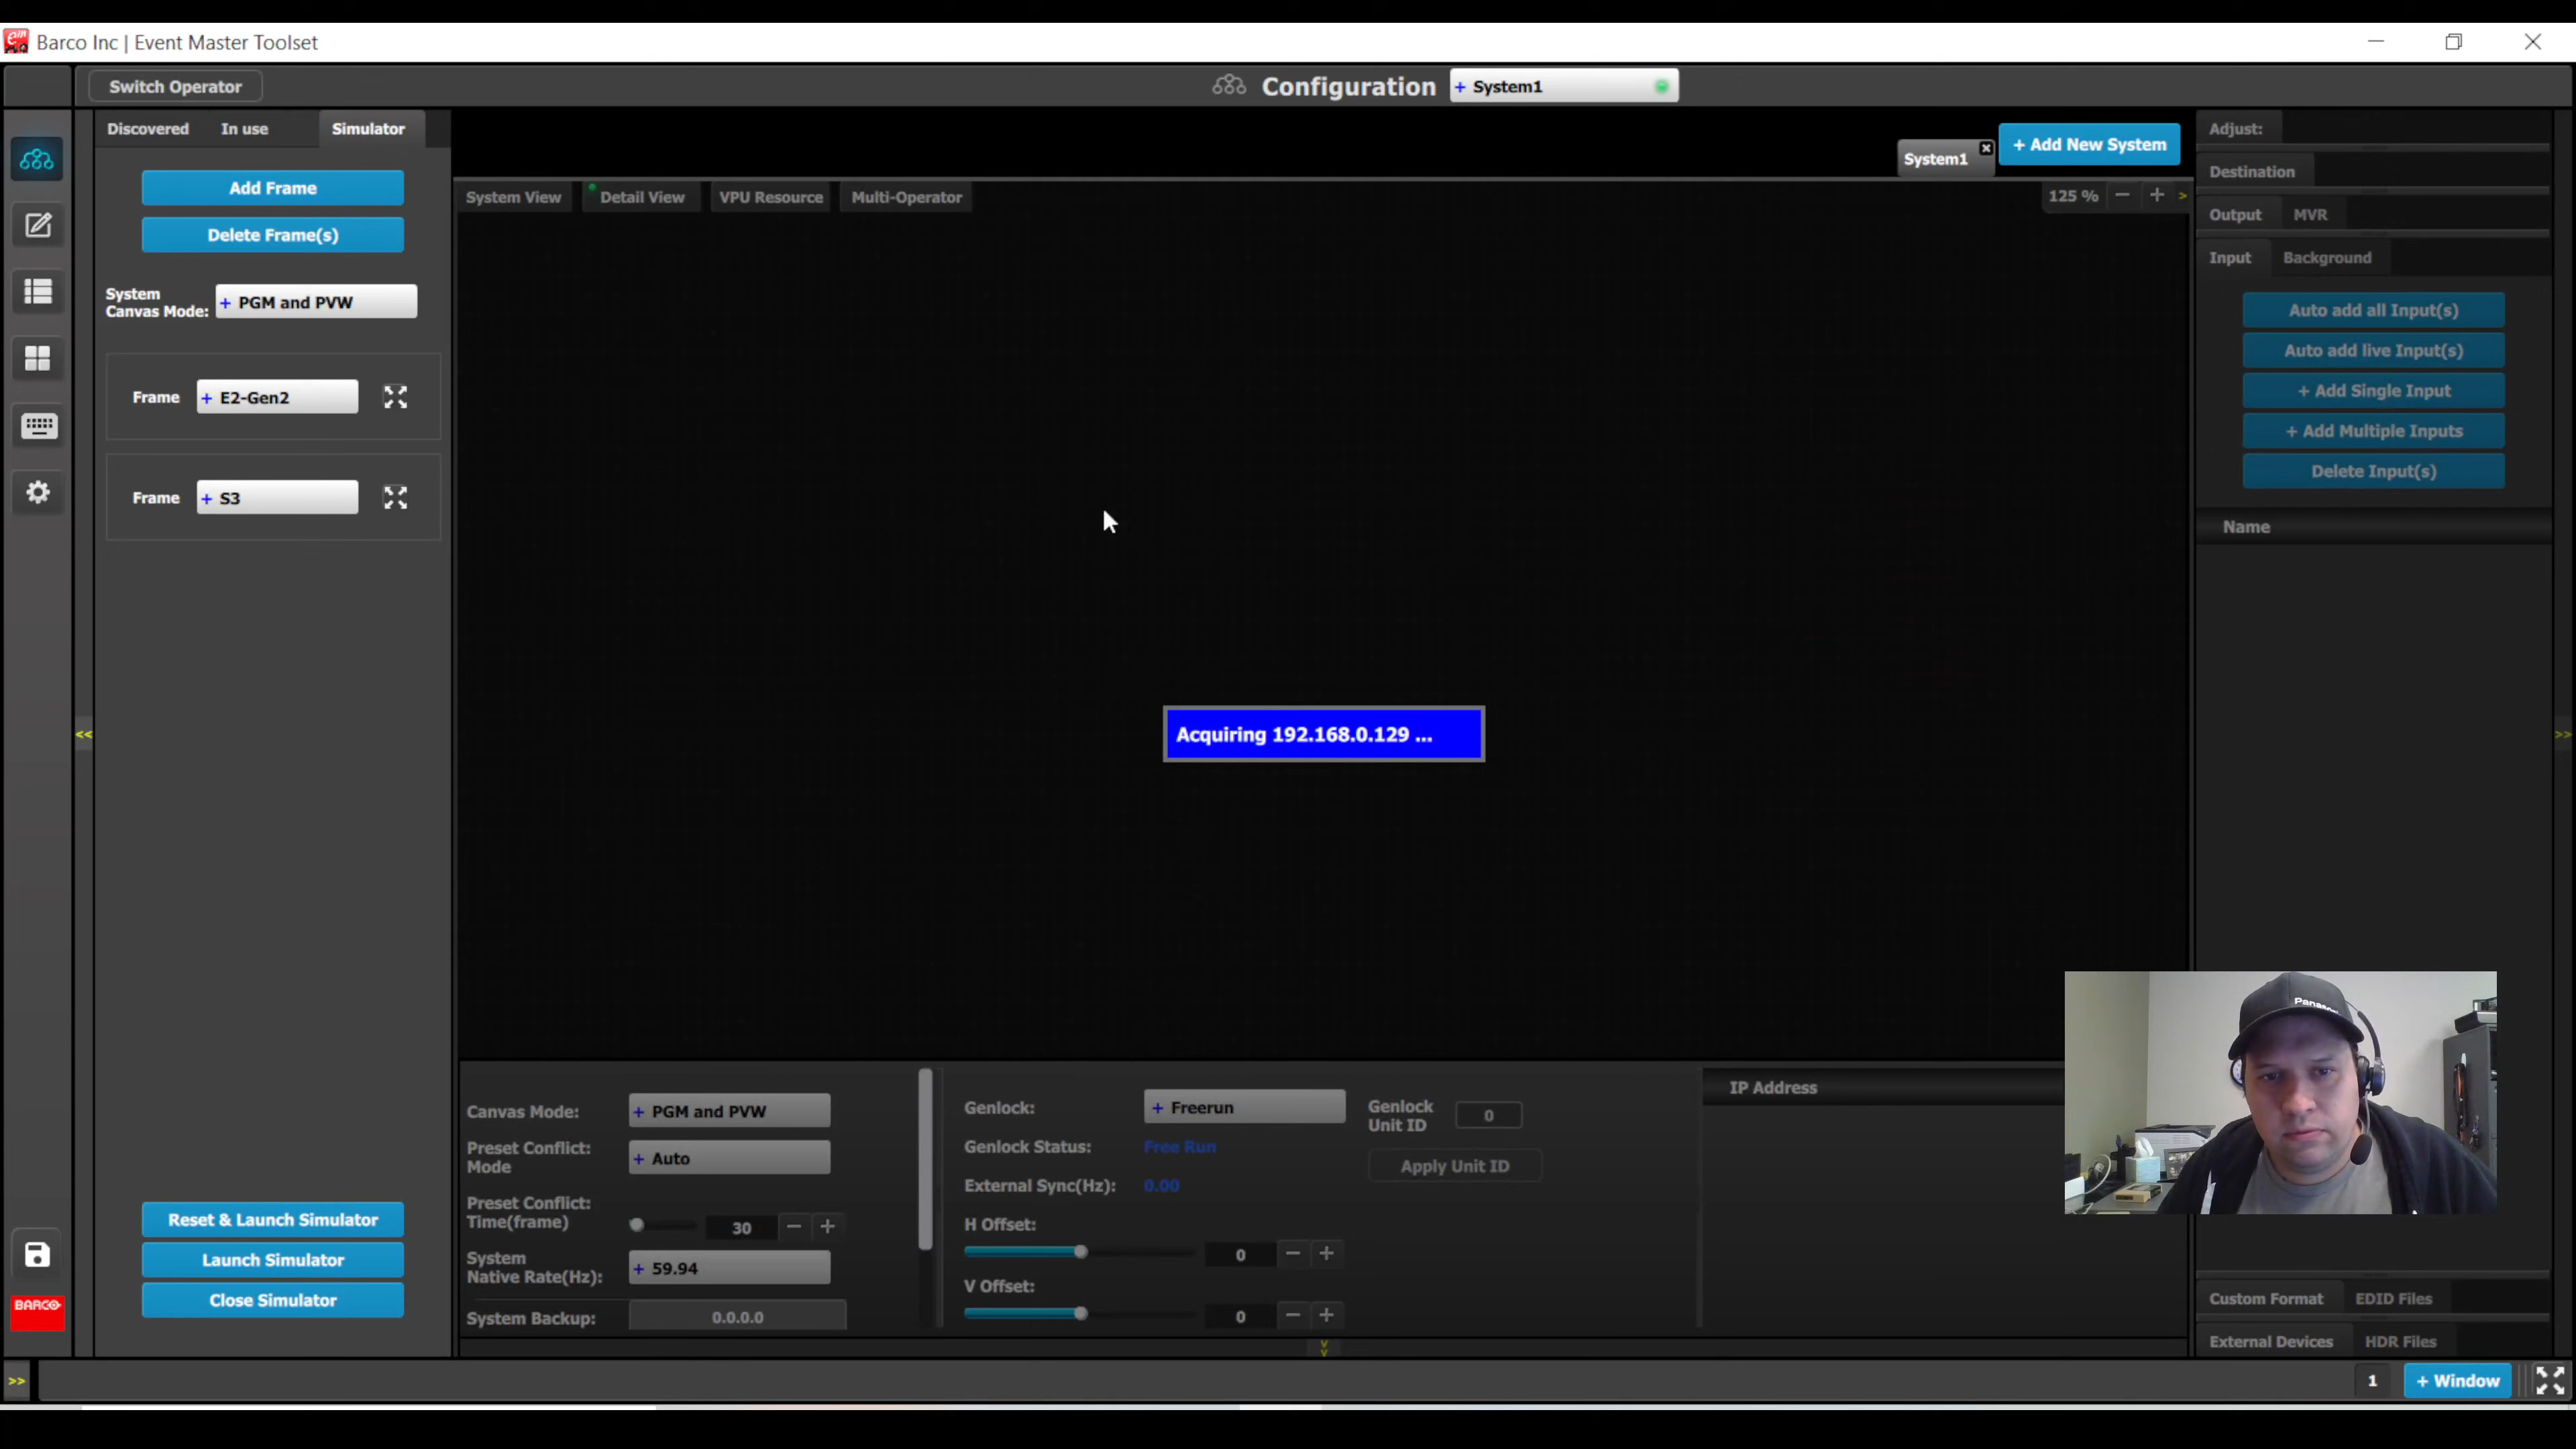 Barco Inc | Event Master Toolset
Switch Operator
Configuration
+ System1
Discovered
In use
Simulator
Add Frame
Delete Frame(s)
System
Canvas Mode:
+ PGM and PVW
Frame
+ E2-Gen2
Frame
+ S3
Reset & Launch Simulator
Launch Simulator
Close Simulator
BARCO
System1
+ Add New System
System View
Detail View
VPU Resource
Multi-Operator
125 %
− + >
<<
>>
Acquiring 192.168.0.129 ...
Canvas Mode:
+ PGM and PVW
Preset Conflict:
Mode
+ Auto
Preset Conflict:
Time(frame)
30
− +
System
Native Rate(Hz):
+ 59.94
System Backup:
0.0.0.0
Genlock:
+ Freerun
Genlock
Unit ID
0
Genlock Status:
Free Run
Apply Unit ID
External Sync(Hz):
0.00
H Offset:
0
− +
V Offset:
0
− +
IP Address
Adjust:
Destination
Output
MVR
Input
Background
Auto add all Input(s)
Auto add live Input(s)
+ Add Single Input
+ Add Multiple Inputs
Delete Input(s)
Name
Custom Format
EDID Files
External Devices
HDR Files
>>
1
+ Window